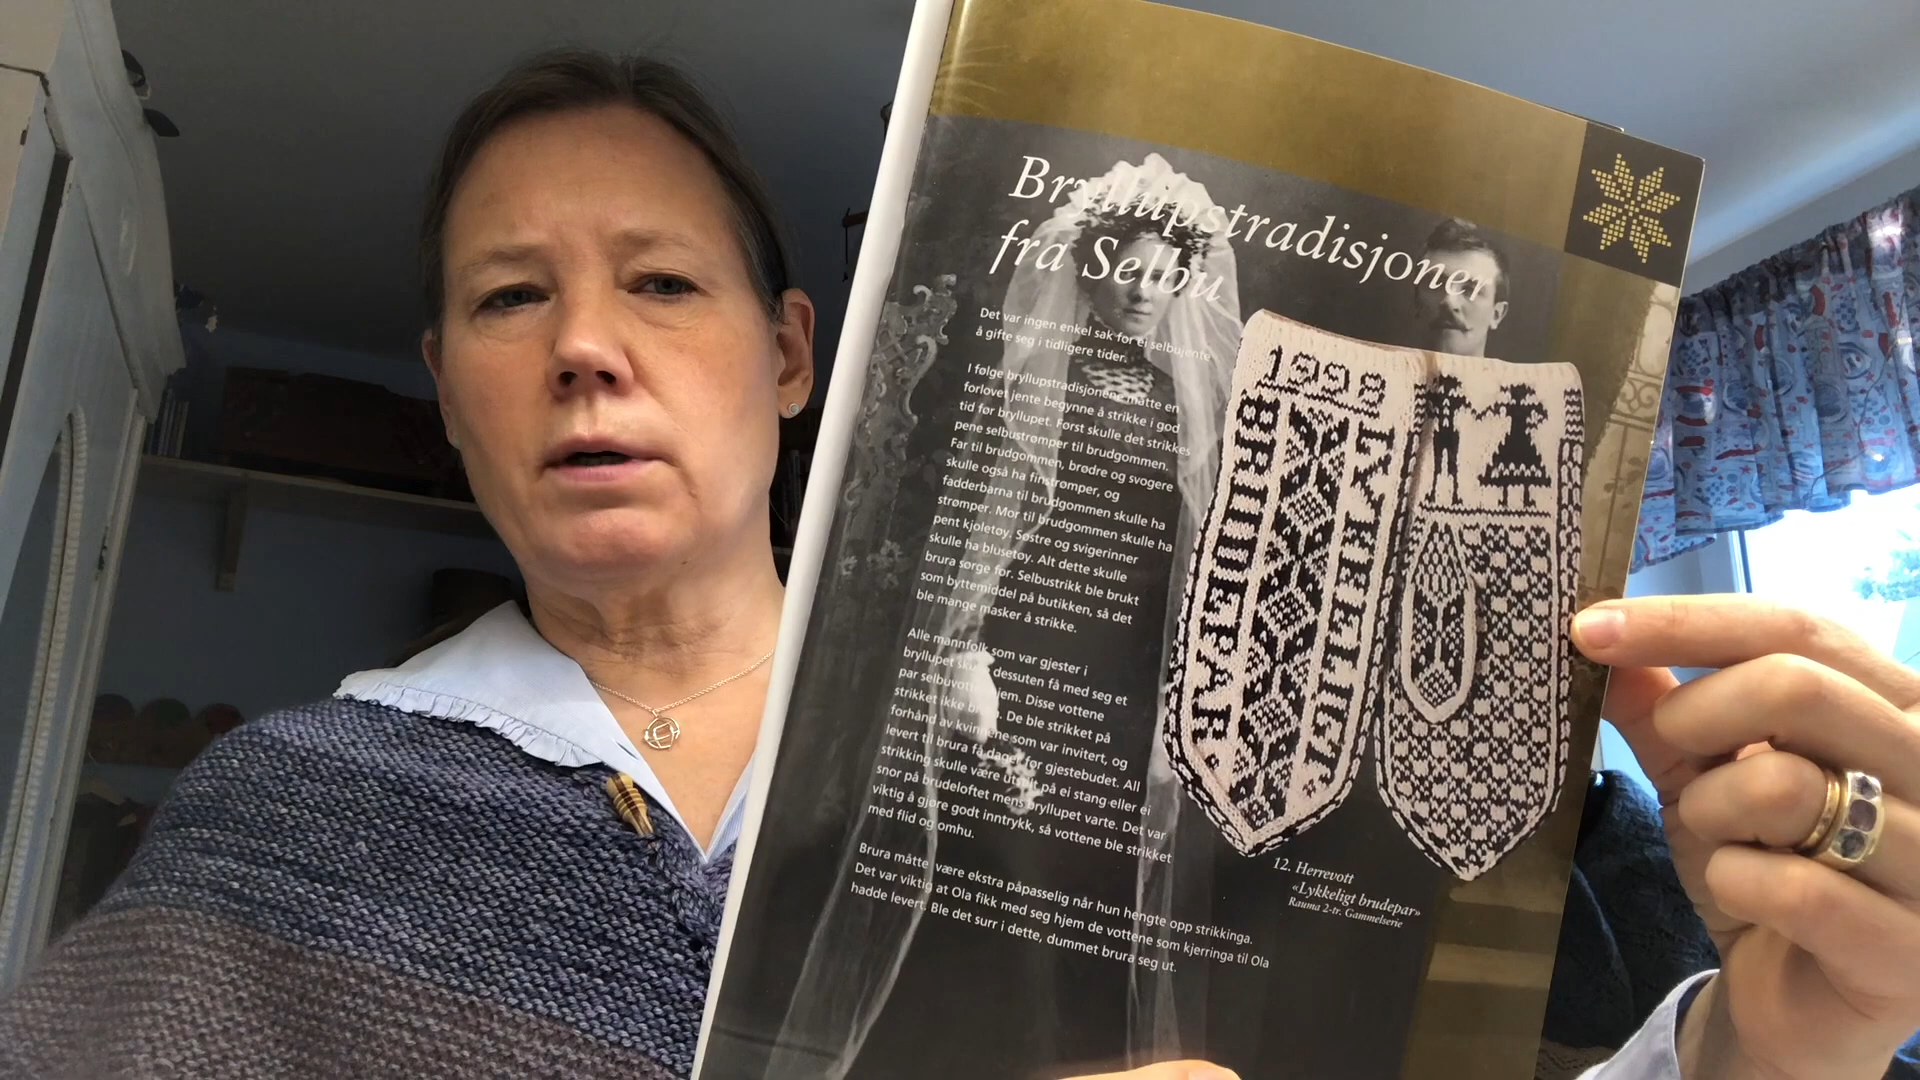 Bryllupstradisjoner
fra Selbu
Det var ingen enkel sak for ei selbujente
å gifte seg i tidligere tider.
I følge bryllupstradisjonene måtte en
forlovet jente begynne å strikke i god
tid før bryllupet. Først skulle det strikkes
pene selbustrømper til brudgommen.
Far til brudgommen, brødre og svogere
skulle også ha finstrømper, og
fadderbarna til brudgommen skulle ha
strømper. Mor til brudgommen skulle ha
pent kjoletøy. Søstre og svigerinner
skulle ha blusetøy. Alt dette skulle
brura sørge for. Selbustrikk ble brukt
som byttemiddel på butikken, så det
ble mange masker å strikke.
Alle mannfolk som var gjester i
bryllupet dessuten få med seg et
par hjem. Disse vottene
strikket ikke De ble strikket på
forhånd av kvinnene som var invitert, og
levert til brura få dager før gjestebudet. All
strikking skulle være utstilt på ei stang eller ei
snor på brudeloftet mens bryllupet varte. Det var
viktig å gjøre godt inntrykk, så vottene ble strikket
med flid og omhu.
Brura måtte være ekstra påpasselig når hun hengte opp strikkinga.
Det var viktig at Ola fikk med seg hjem de vottene som kjerringa til Ola
hadde levert. Ble det surr i dette, dummet brura seg ut.
1998
BRUDEPAR
LYKKELIGT
12. Herrevott
«Lykkeligt brudepar»
Rauma 2-tr. Gammelserie